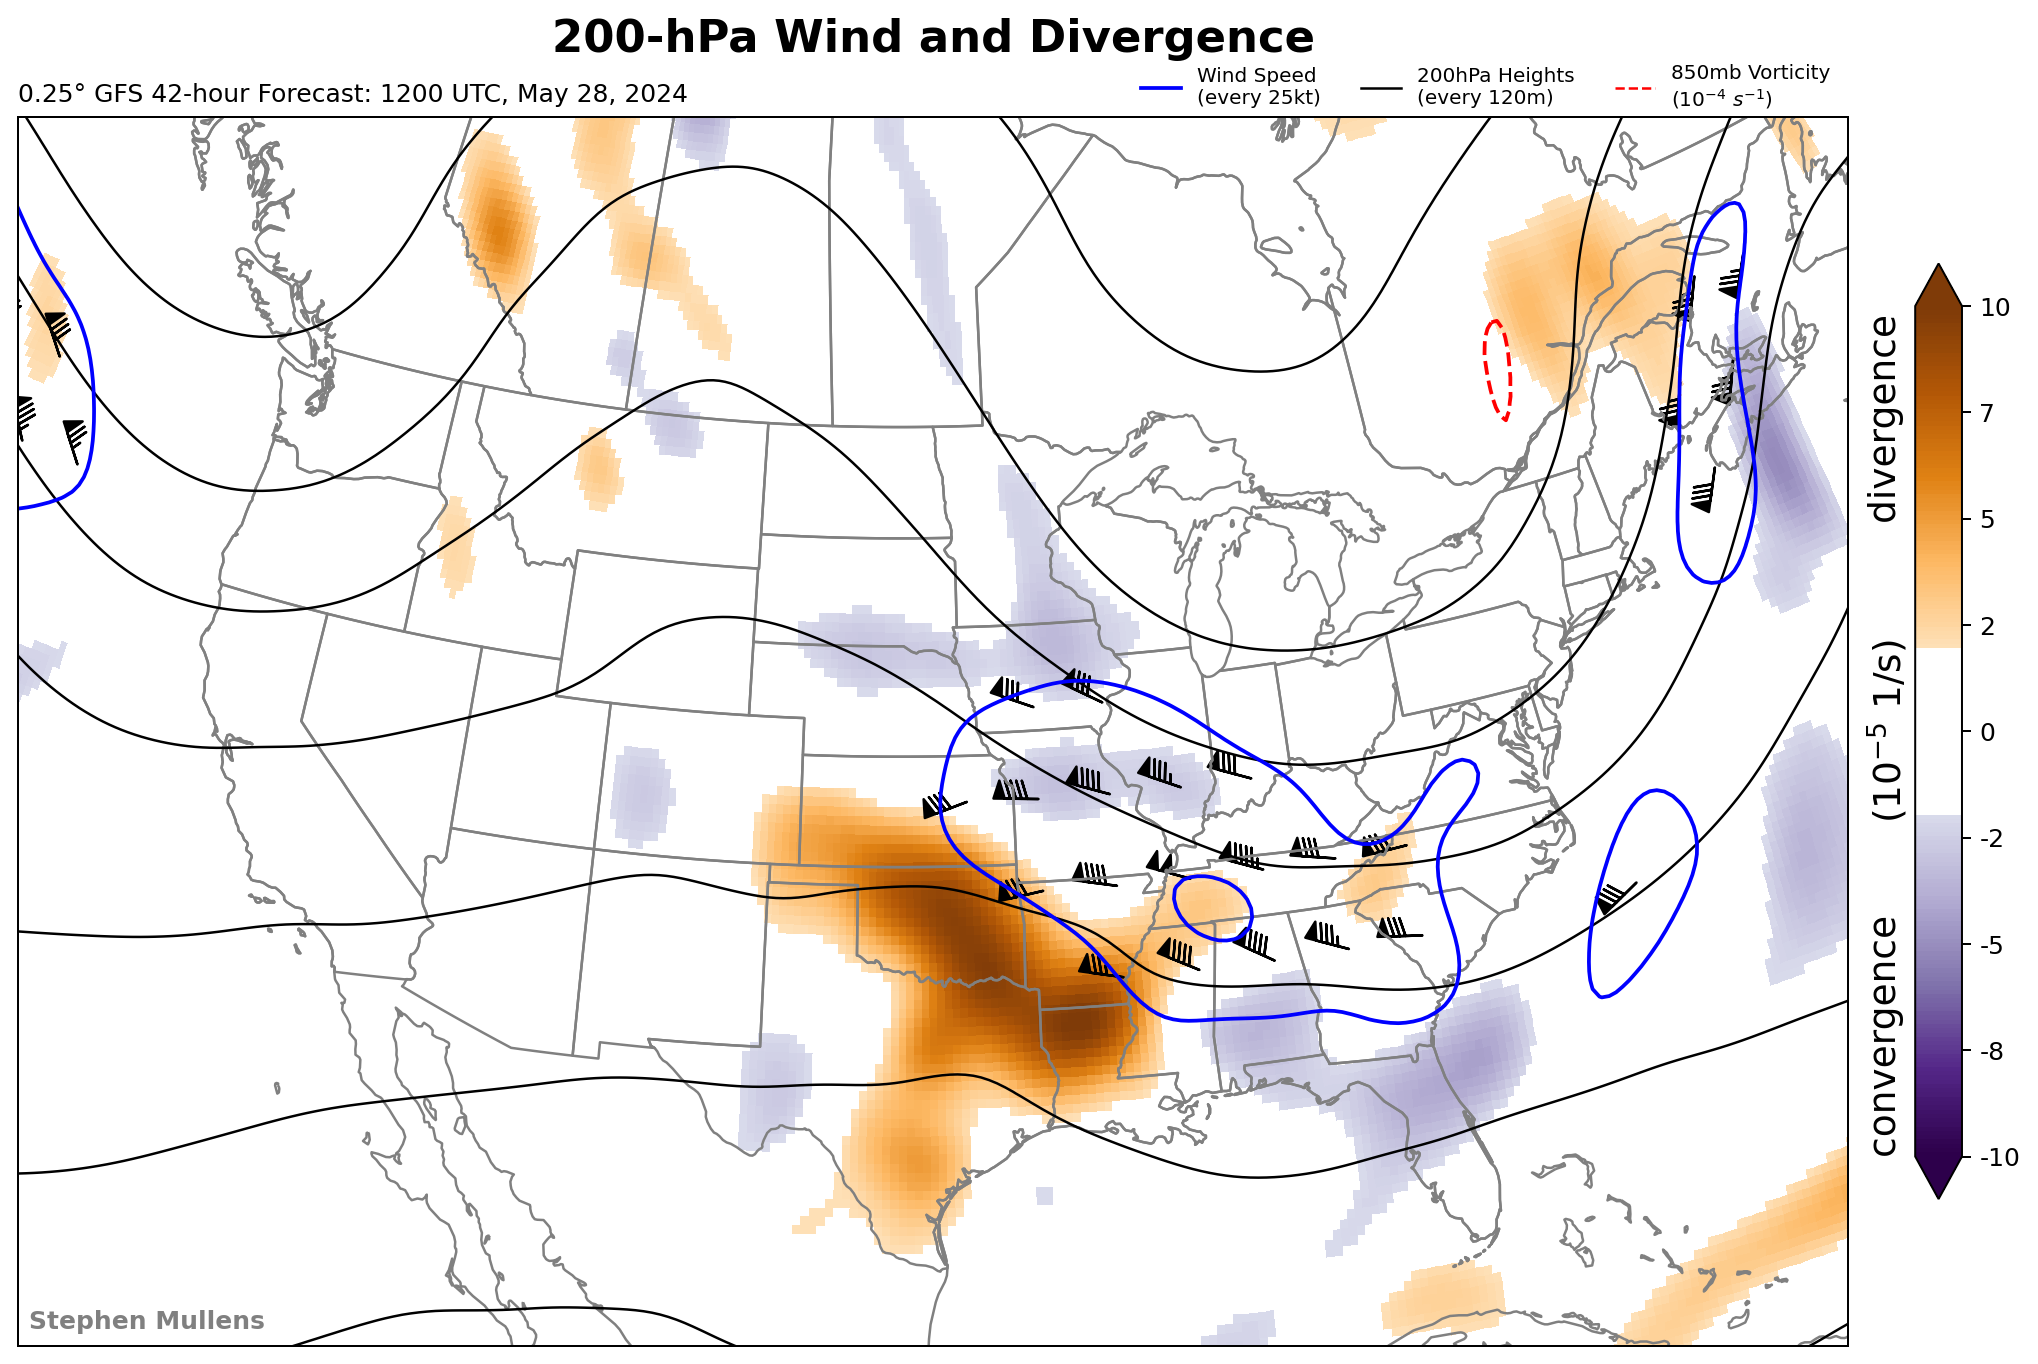 200-hPa Wind and Divergence
0.25° GFS 42-hour Forecast: 1200 UTC, May 28, 2024
Wind Speed
(every 25kt)
200hPa Heights
(every 120m)
850mb Vorticity
(10⁻⁴ s⁻¹)
10
7
5
2
0
-2
-5
-8
-10
convergence (10⁻⁵ 1/s) divergence
Stephen Mullens